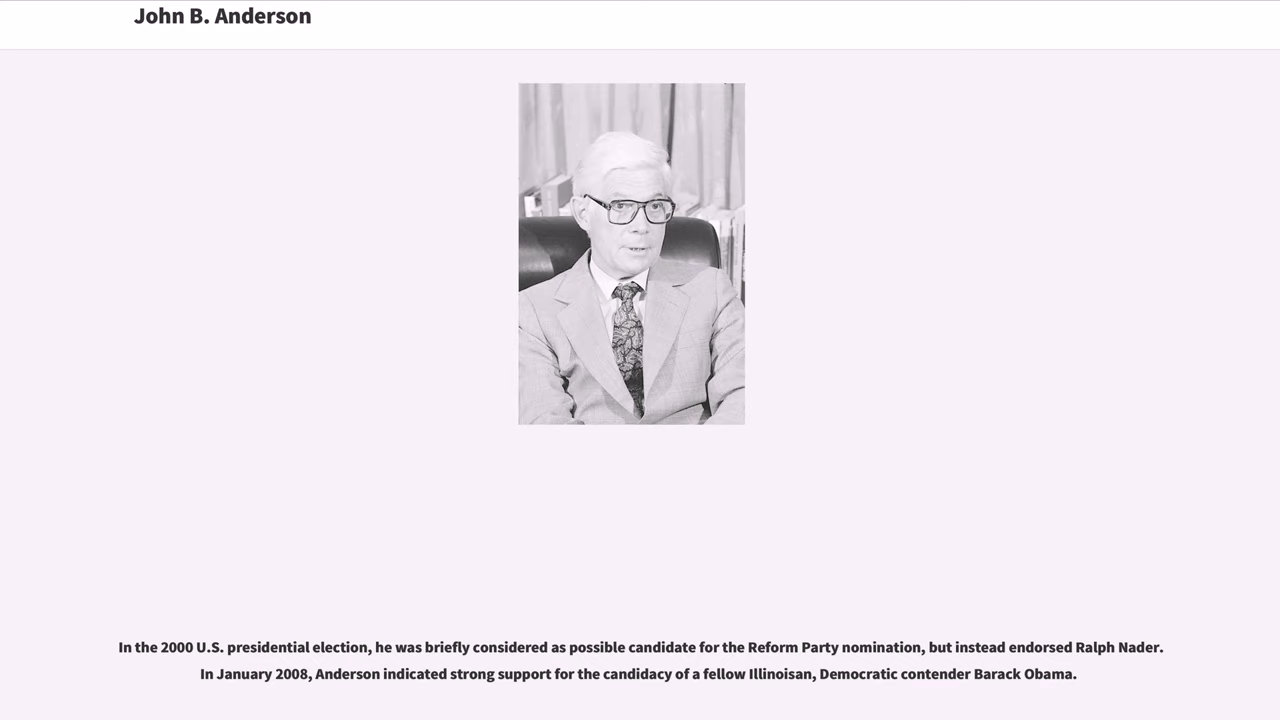 John B. Anderson
In the 2000 U.S. presidential election, he was briefly considered as possible candidate for the Reform Party nomination, but instead endorsed Ralph Nader.
In January 2008, Anderson indicated strong support for the candidacy of a fellow Illinoisan, Democratic contender Barack Obama.